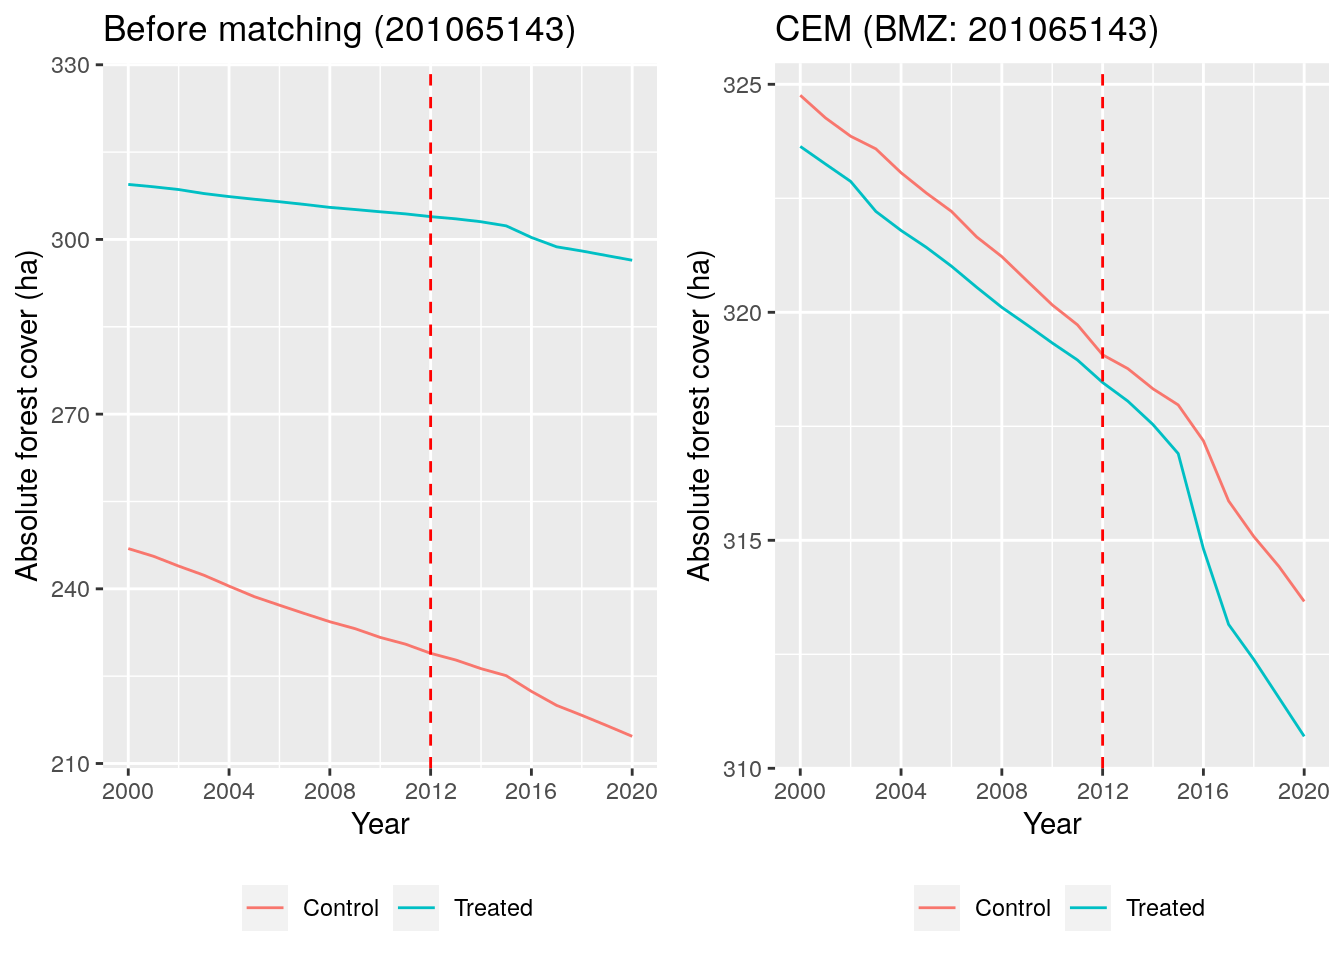 Before matching (201065143)
330
300
270
240
210
Absolute forest cover (ha)
2000 2004 2008 2012 2016 2020
Year
Control Treated
CEM (BMZ: 201065143)
325
320
315
310
Absolute forest cover (ha)
2000 2004 2008 2012 2016 2020
Year
Control Treated